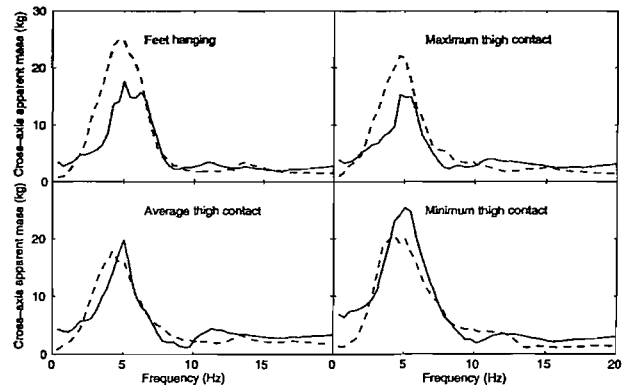 Cross-axis apparent mass (kg)
30
20
10
0
Feet hanging
Maximum thigh contact
Cross-axis apparent mass (kg)
20
10
0
Average thigh contact
Minimum thigh contact
0 5 10 15 20
0 5 10 15 20
Frequency (Hz)
Frequency (Hz)